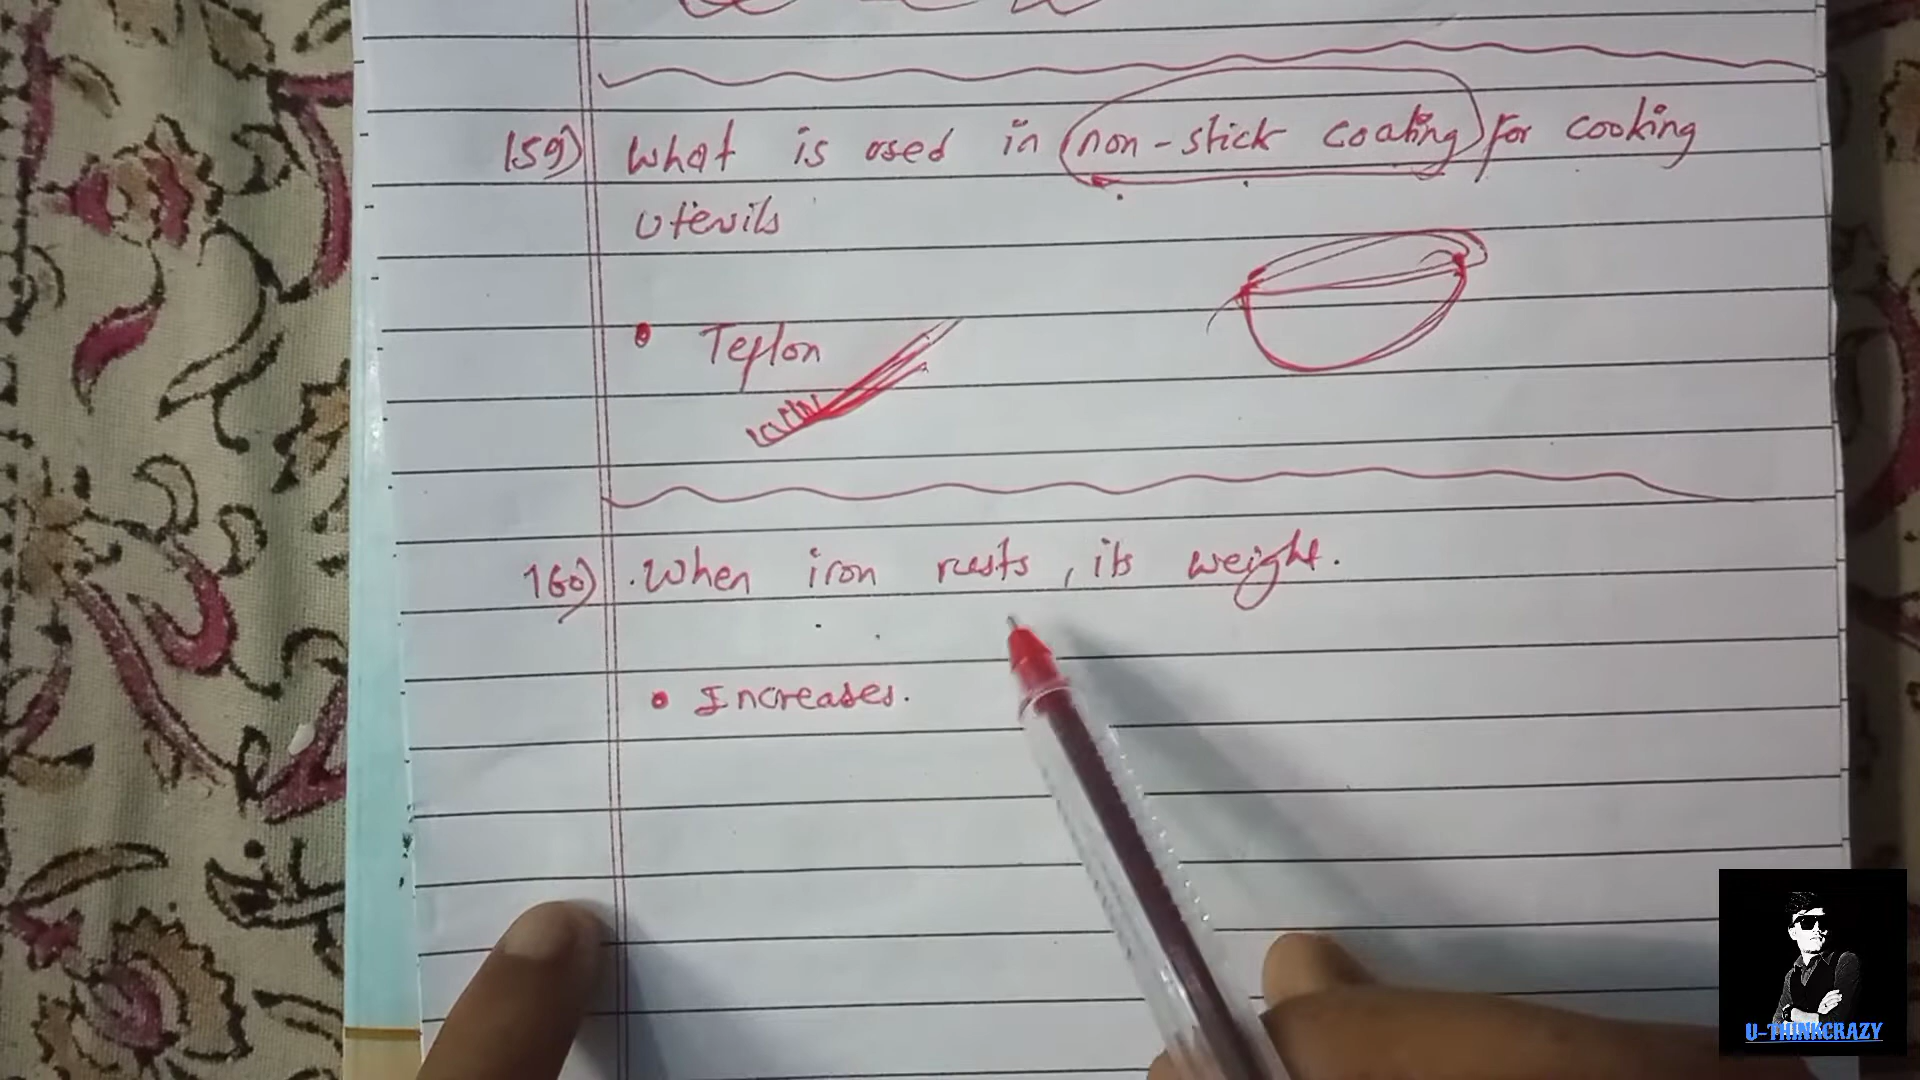 159) What is used in non-stick coating for cooking
Utensils
• Teflon
160) .When iron rusts, its weight.
• Increases.
U-THINKCRAZY